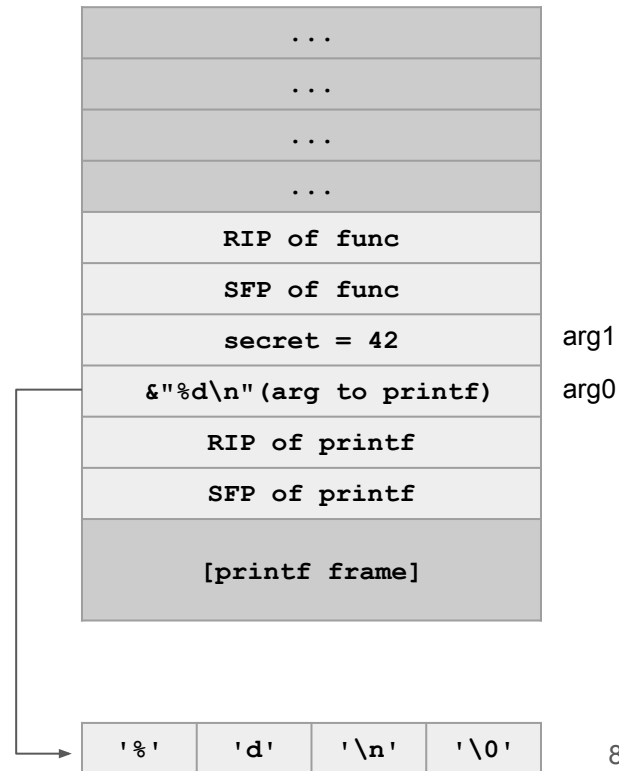 ...
...
...
...
RIP of func
SFP of func
secret = 42 arg1
&"%d\n"(arg to printf) arg0
RIP of printf
SFP of printf
[printf frame]
'%' 'd' '\n' '\0' 8